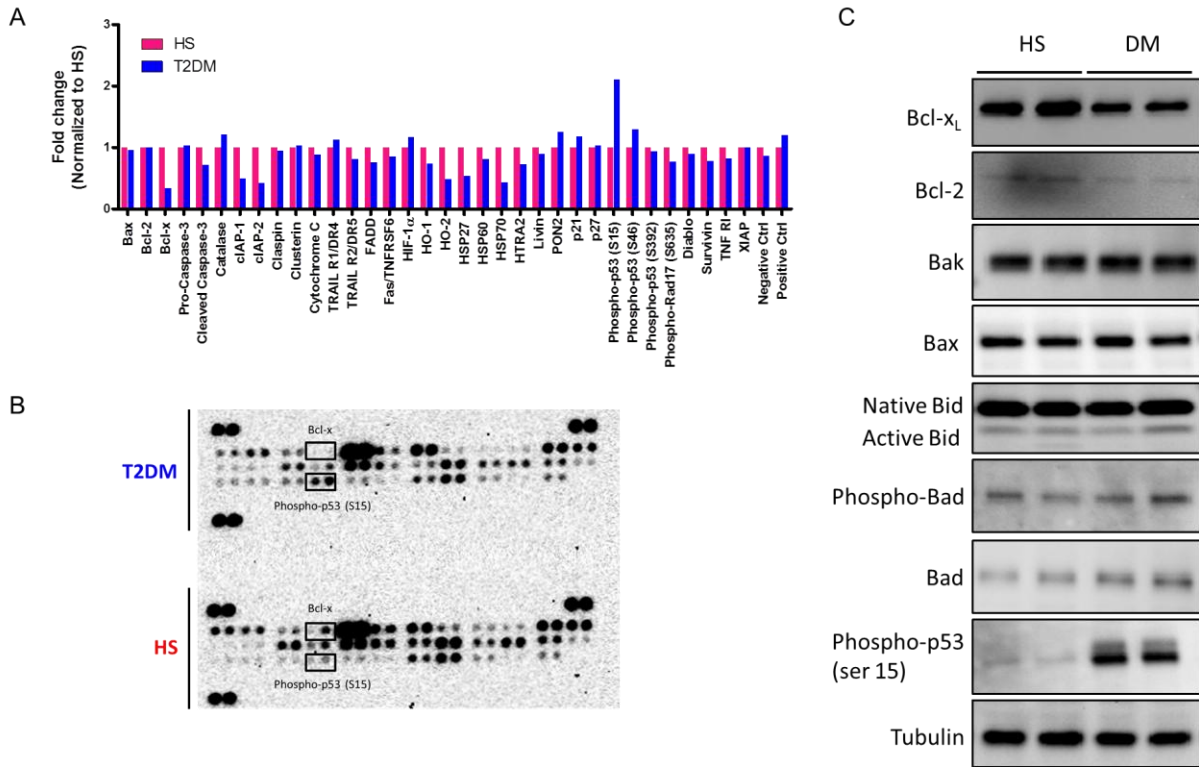 A
Fold change
(Normalized to HS)
3
2
1
0
HS
T2DM
Bax
Bcl-2
Bcl-x
Pro-Caspase-3
Cleaved Caspase-3
Catalase
cIAP-1
cIAP-2
Claspin
Clusterin
Cytochrome C
TRAIL R1/DR4
TRAIL R2/DR5
FADD
Fas/TNFRSF6
HIF-1α
HO-1
HO-2
HSP27
HSP60
HSP70
HTRA2
Livin
PON2
p21
p27
Phospho-p53 (S15)
Phospho-p53 (S46)
Phospho-p53 (S392)
Phospho-Rad17 (S635)
Diablo
Survivin
TNF RI
XIAP
Negative Ctrl
Positive Ctrl
B
T2DM
Bcl-x
Phospho-p53 (S15)
HS
Bcl-x
Phospho-p53 (S15)
C
HS DM
Bcl-xL
Bcl-2
Bak
Bax
Native Bid
Active Bid
Phospho-Bad
Bad
Phospho-p53
(ser 15)
Tubulin